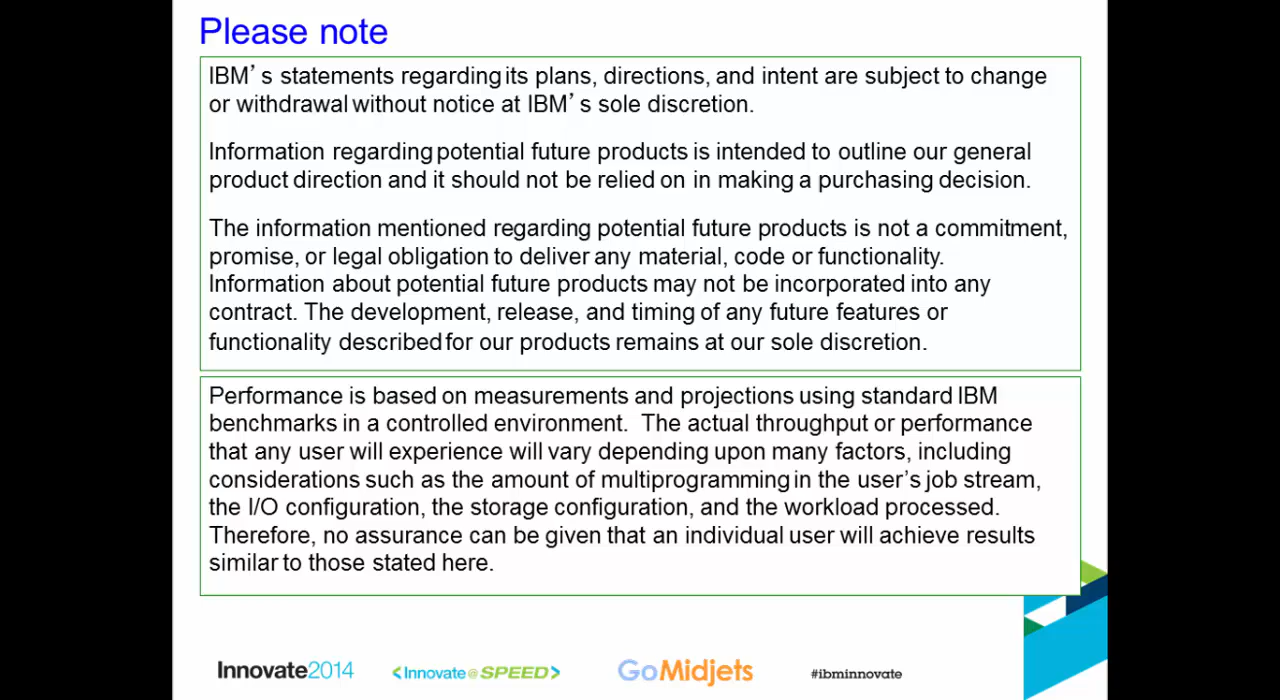 Please note
IBM's statements regarding its plans, directions, and intent are subject to change
or withdrawal without notice at IBM's sole discretion.
Information regarding potential future products is intended to outline our general
product direction and it should not be relied on in making a purchasing decision.
The information mentioned regarding potential future products is not a commitment,
promise, or legal obligation to deliver any material, code or functionality.
Information about potential future products may not be incorporated into any
contract. The development, release, and timing of any future features or
functionality described for our products remains at our sole discretion.
Performance is based on measurements and projections using standard IBM
benchmarks in a controlled environment.  The actual throughput or performance
that any user will experience will vary depending upon many factors, including
considerations such as the amount of multiprogramming in the user's job stream,
the I/O configuration, the storage configuration, and the workload processed.
Therefore, no assurance can be given that an individual user will achieve results
similar to those stated here.
Innovate2014 <Innovate@SPEED> GoMidjets #ibminnovate